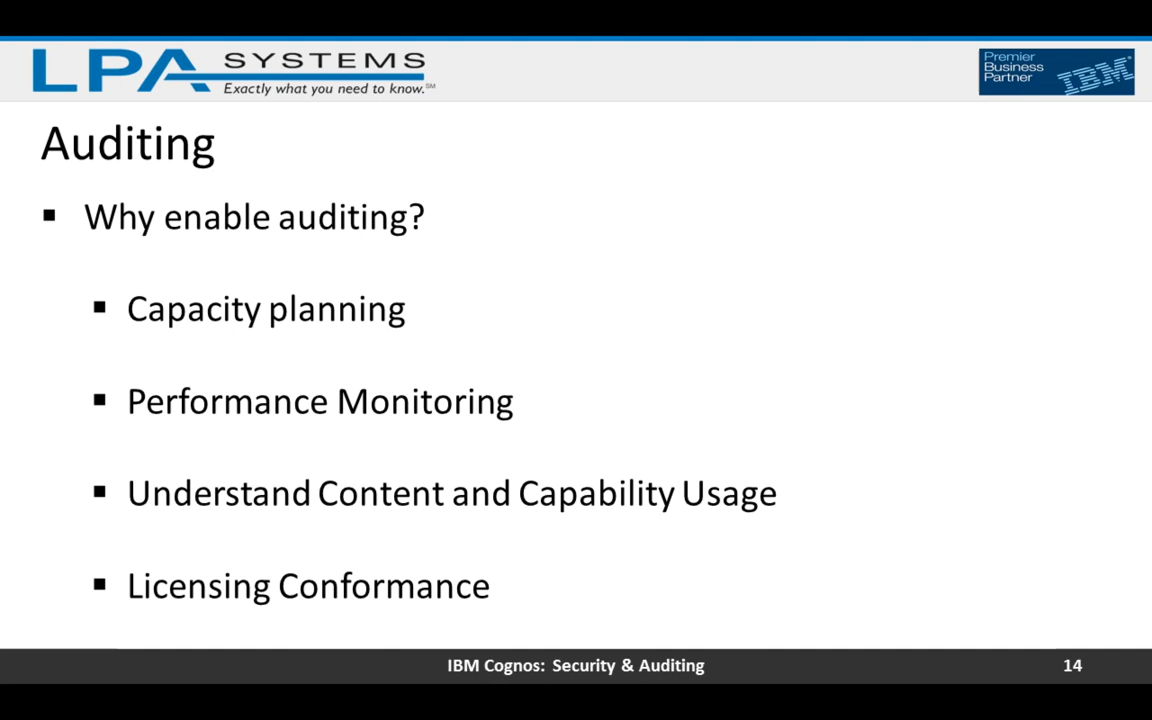 LPA SYSTEMS
Exactly what you need to know.℠
Premier
Business
Partner
IBM®
Auditing
▪ Why enable auditing?
▪ Capacity planning
▪ Performance Monitoring
▪ Understand Content and Capability Usage
▪ Licensing Conformance
IBM Cognos: Security & Auditing 14